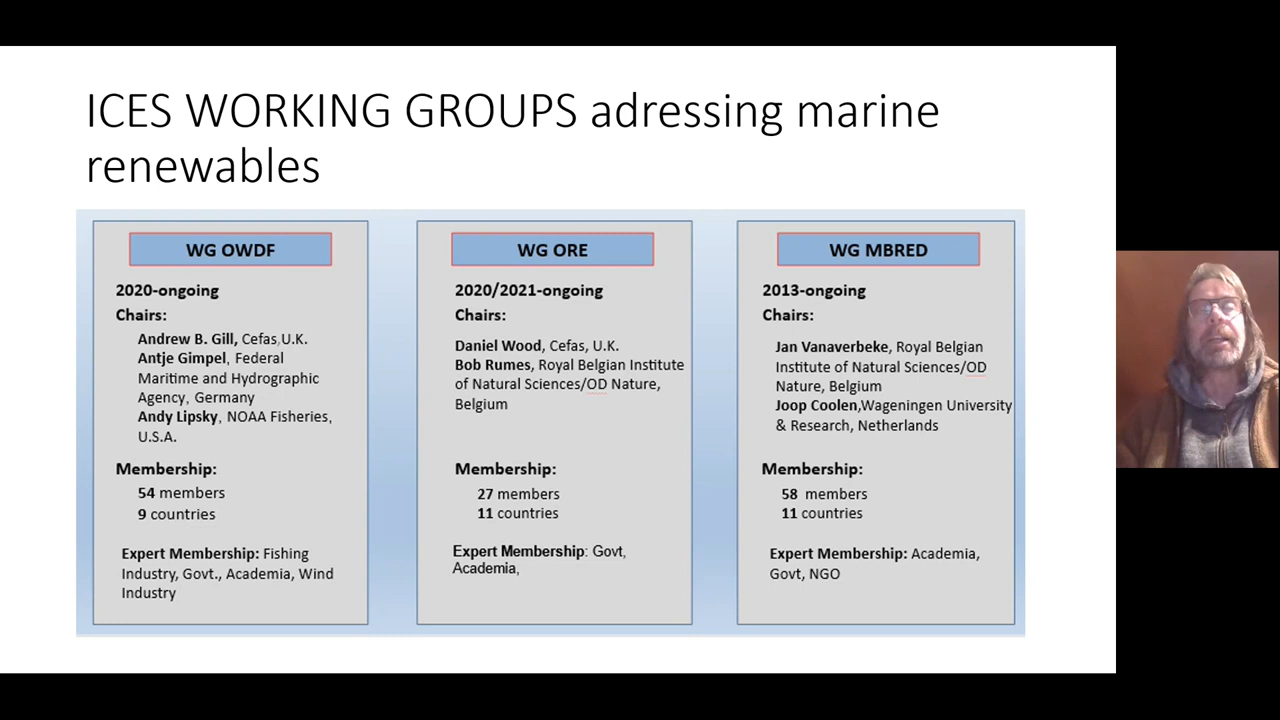 ICES WORKING GROUPS adressing marine
renewables
WG OWDF
2020-ongoing
Chairs:
Andrew B. Gill, Cefas,U.K.
Antje Gimpel, Federal
Maritime and Hydrographic
Agency, Germany
Andy Lipsky, NOAA Fisheries,
U.S.A.
Membership:
54 members
9 countries
Expert Membership: Fishing
Industry, Govt., Academia, Wind
Industry
WG ORE
2020/2021-ongoing
Chairs:
Daniel Wood, Cefas, U.K.
Bob Rumes, Royal Belgian Institute
of Natural Sciences/OD Nature,
Belgium
Membership:
27 members
11 countries
Expert Membership: Govt,
Academia,
WG MBRED
2013-ongoing
Chairs:
Jan Vanaverbeke, Royal Belgian
Institute of Natural Sciences/OD
Nature, Belgium
Joop Coolen,Wageningen University
& Research, Netherlands
Membership:
58 members
11 countries
Expert Membership: Academia,
Govt, NGO